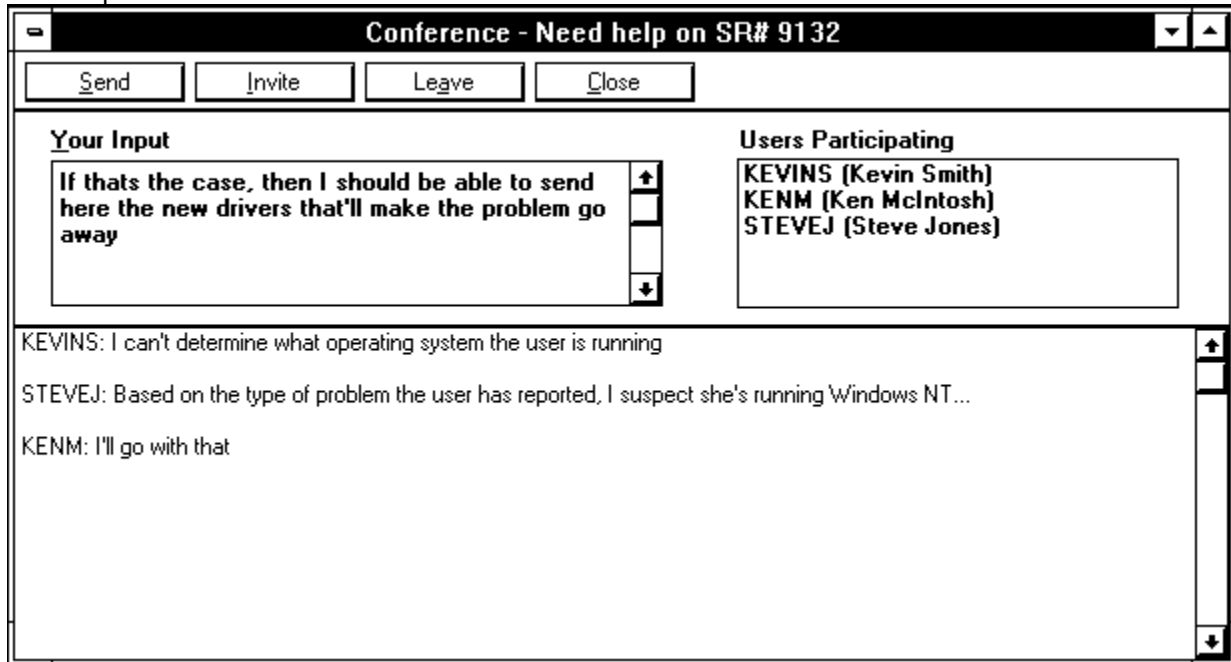 Conference - Need help on SR# 9132
Send Invite Leave Close
Your Input
If thats the case, then I should be able to send
here the new drivers that'll make the problem go
away
Users Participating
KEVINS (Kevin Smith)
KENM (Ken McIntosh)
STEVEJ (Steve Jones)
KEVINS: I can't determine what operating system the user is running
STEVEJ: Based on the type of problem the user has reported, I suspect she's running Windows NT...
KENM: I'll go with that